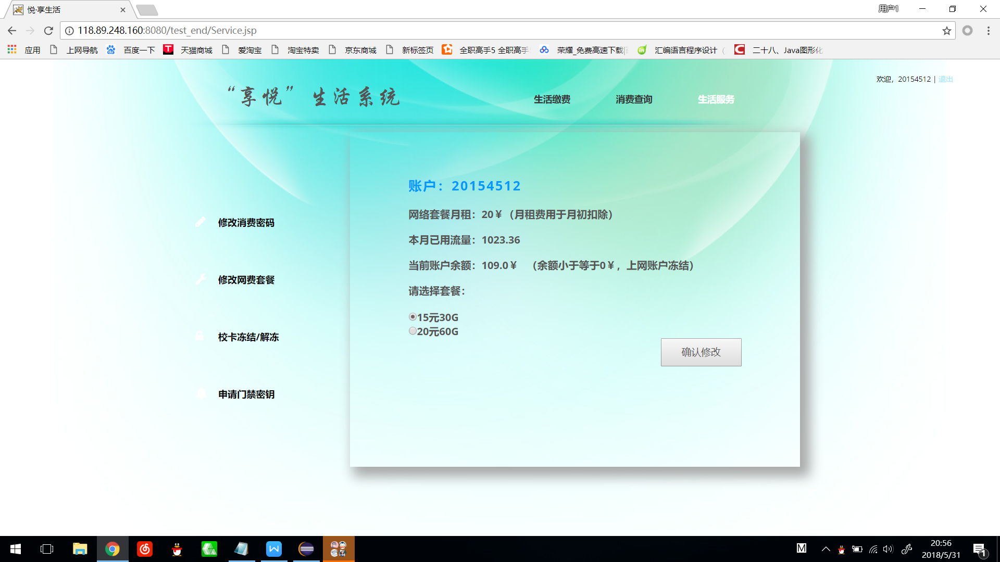 悦·享生活
用户1
118.89.248.160:8080/test_end/Service.jsp
应用 上网导航 百度一下 天猫商城 爱淘宝 淘宝特卖 京东商城 新标签页 全职高手5 全职高手 荣耀_免费高速下载 汇编语言程序设计 （ 二十八、Java图形化
欢迎，20154512 | 退出
“享悦”生活系统
生活缴费 消费查询 生活服务
账户：20154512
网络套餐月租：20￥（月租费用于月初扣除）
修改消费密码
本月已用流量：1023.36
当前账户余额：109.0￥ （余额小于等于0￥，上网账户冻结）
修改网费套餐
请选择套餐：
15元30G
20元60G
校卡冻结/解冻
确认修改
申请门禁密钥
M
20:56
2018/5/31
1